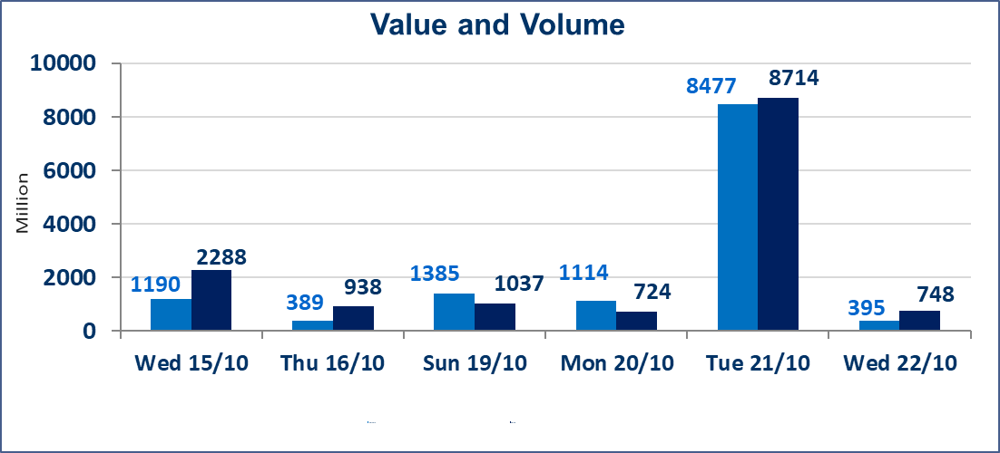 Value and Volume
10000
8000
6000
4000
2000
0
Million
1190
2288
389
938
1385
1037
1114
724
8477
8714
395
748
Wed 15/10
Thu 16/10
Sun 19/10
Mon 20/10
Tue 21/10
Wed 22/10